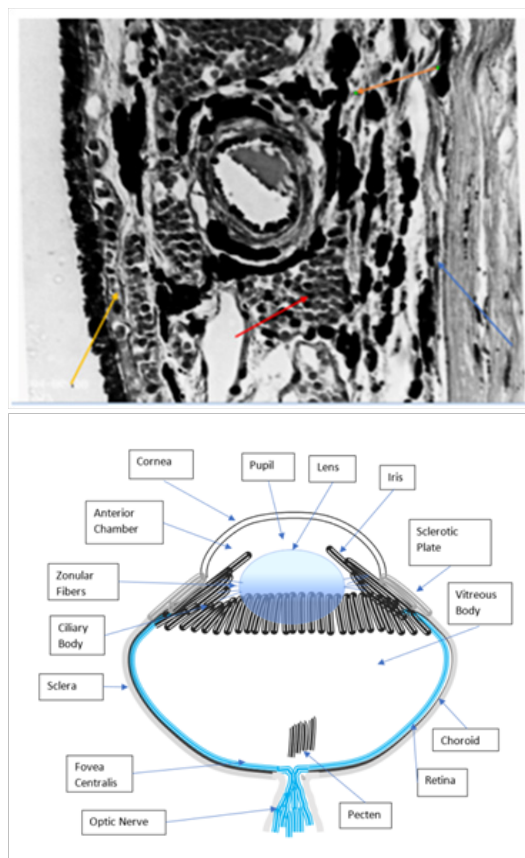 Cornea
Pupil
Lens
Iris
Anterior
Chamber
Sclerotic
Plate
Zonular
Fibers
Vitreous
Body
Ciliary
Body
Sclera
Choroid
Fovea
Centralis
Retina
Pecten
Optic Nerve